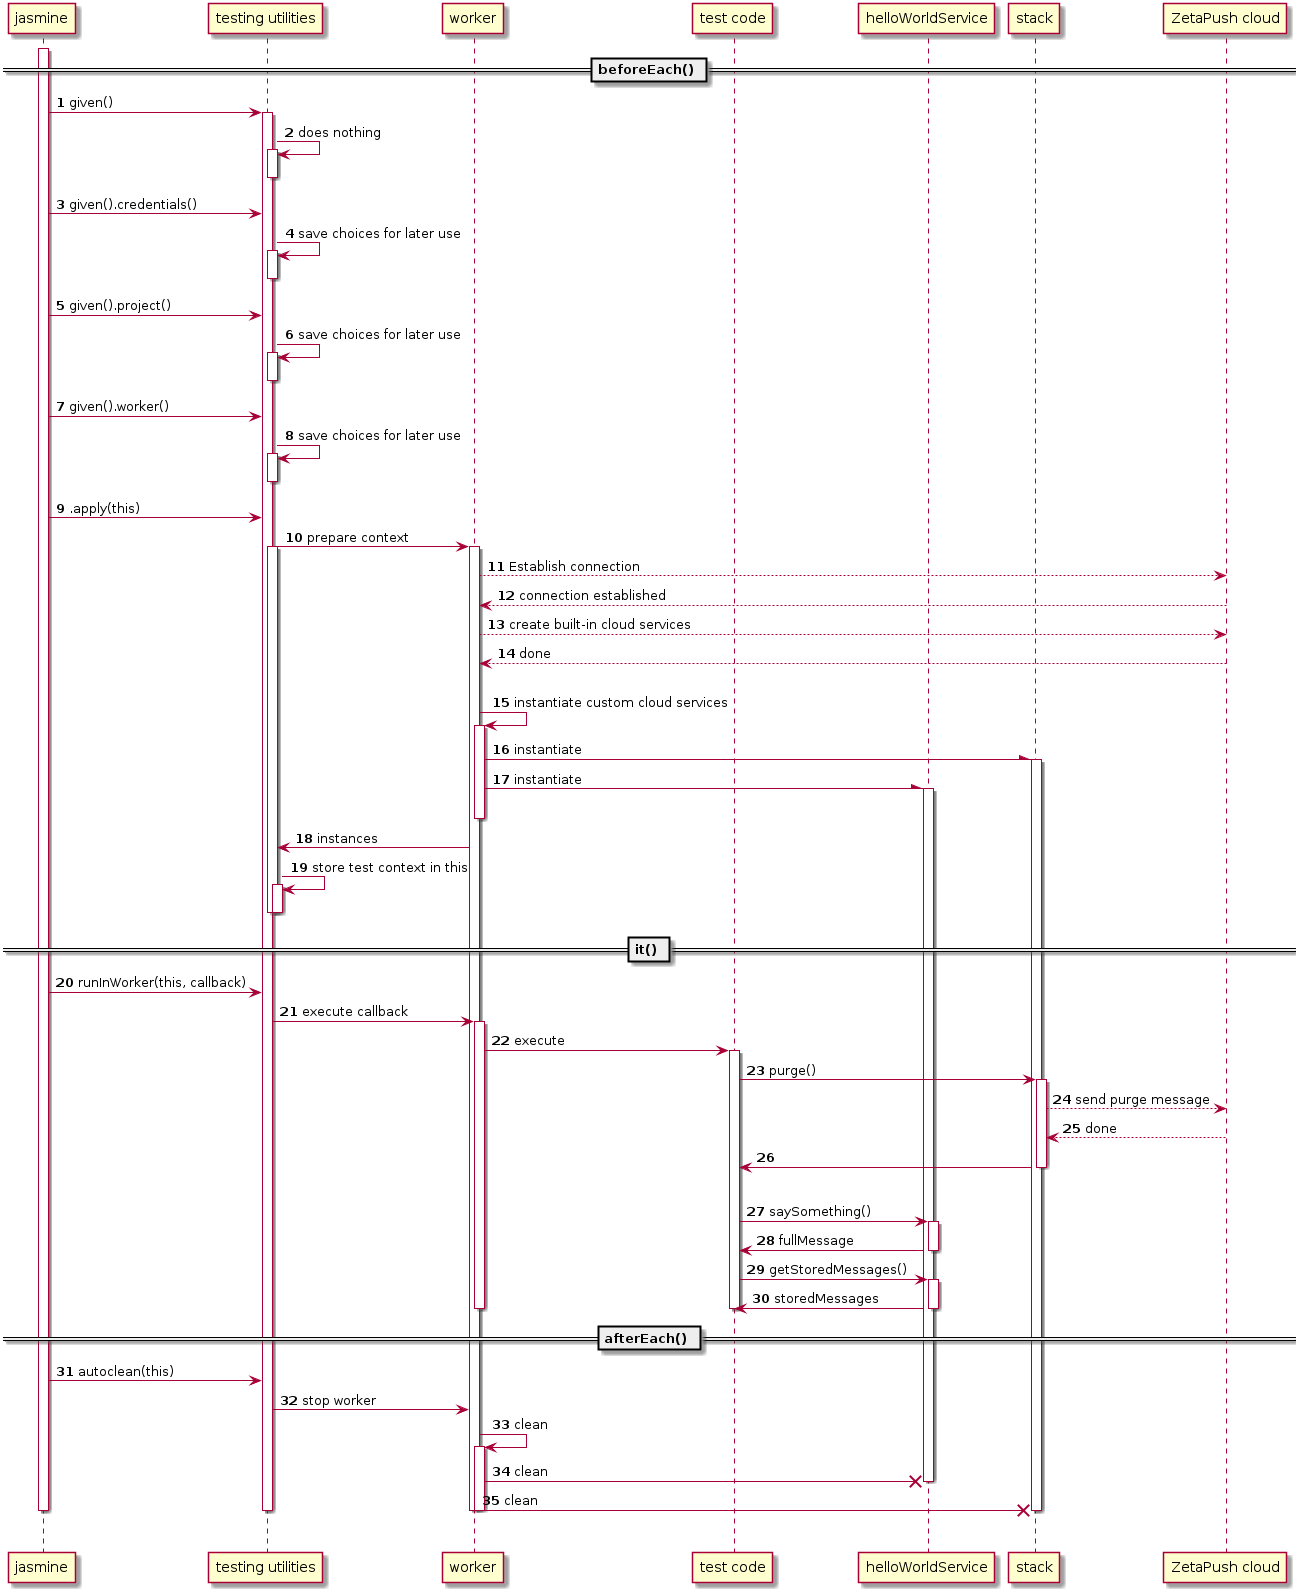 jasmine testing utilities worker test code helloWorldService stack ZetaPush cloud
beforeEach()
1 given()
2 does nothing
3 given().credentials()
4 save choices for later use
5 given().project()
6 save choices for later use
7 given().worker()
8 save choices for later use
9 .apply(this)
10 prepare context
11 Establish connection
12 connection established
13 create built-in cloud services
14 done
15 instantiate custom cloud services
16 instantiate
17 instantiate
18 instances
19 store test context in this
it()
20 runInWorker(this, callback)
21 execute callback
22 execute
23 purge()
24 send purge message
25 done
26
27 saySomething()
28 fullMessage
29 getStoredMessages()
30 storedMessages
afterEach()
31 autoclean(this)
32 stop worker
33 clean
34 clean
35 clean
jasmine testing utilities worker test code helloWorldService stack ZetaPush cloud